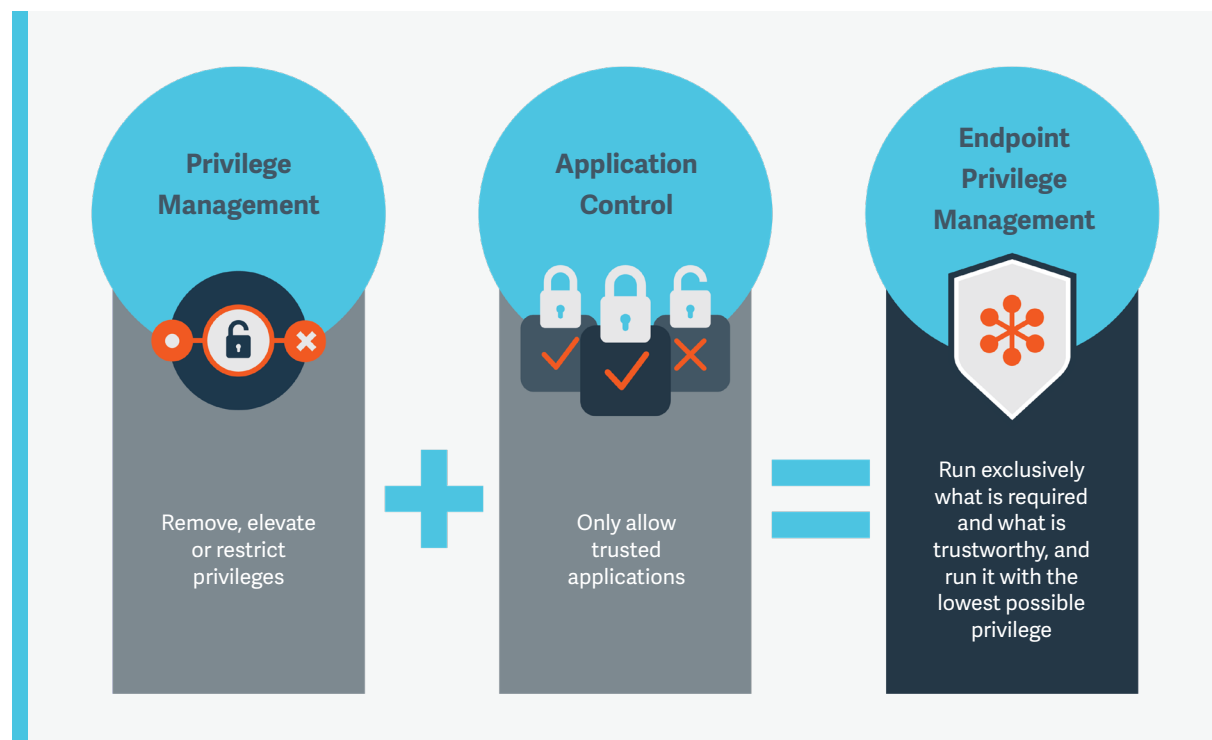 Privilege
Management
Remove, elevate
or restrict
privileges
Application
Control
Only allow
trusted
applications
Endpoint
Privilege
Management
Run exclusively
what is required
and what is
trustworthy, and
run it with the
lowest possible
privilege